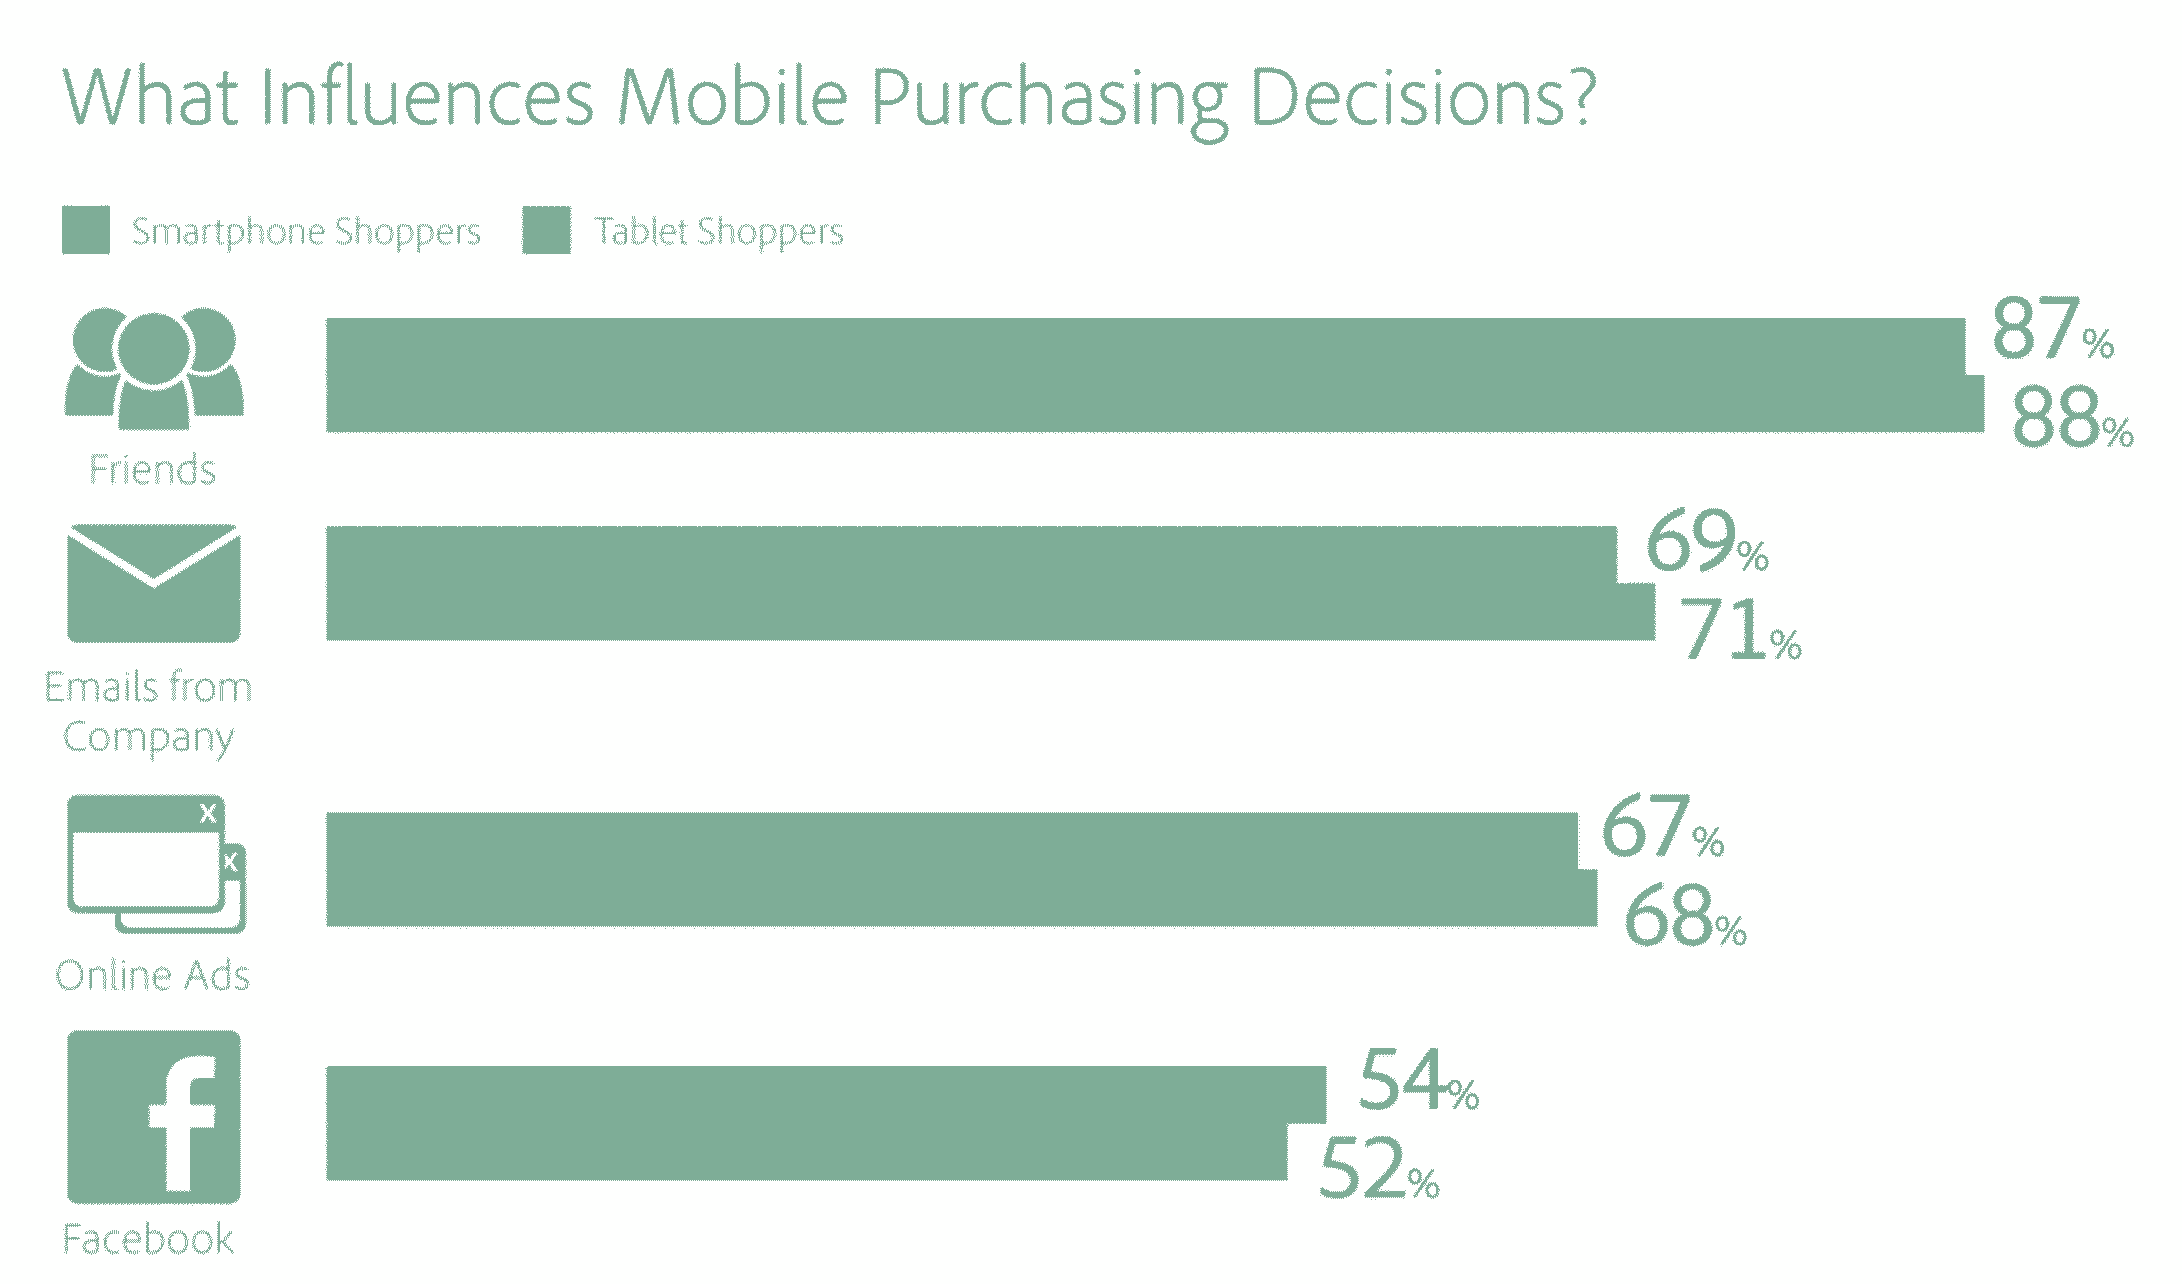 What Influences Mobile Purchasing Decisions?
Smartphone Shoppers Tablet Shoppers
87%
88%
Friends
69%
71%
Emails from
Company
X
X
67%
68%
Online Ads
f
54%
52%
Facebook